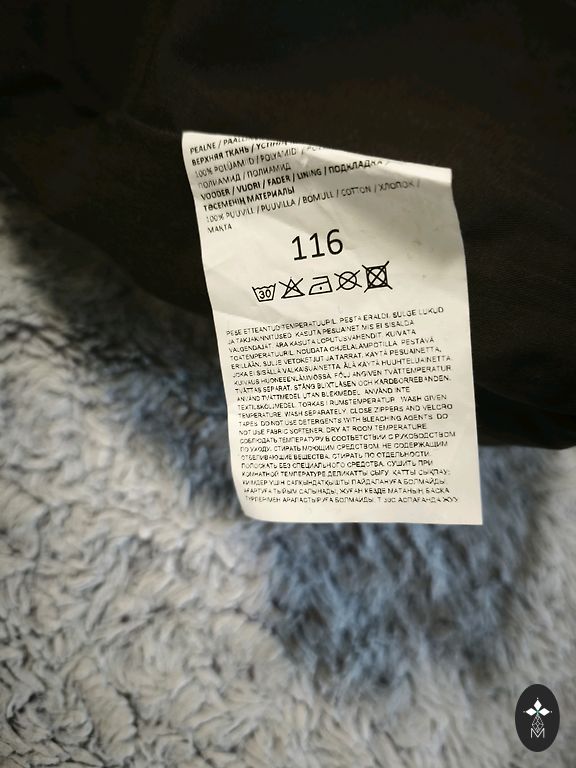 PEALNE /
ВЕРХНЯЯ ТКАНЬ /
100% POLÜAMIID / POLYAMIDI /
ПОЛИАМИД / ПОЛИАМИД
VOODER / VUORI / FODER / LINING / ПОДКЛАДКА /
ТӨСЕМЕНІҢ МАТЕРИАЛЫ
100% PUUVILL / PUUVILLA / BOMULL / COTTON / ХЛОПОК /
МАКТА
116
30
PESE ETTEANTUD TEMPERATUURIL. PESTA ERALDI. SULGE LUKUD
JA TAKJAKINNITUSED. KASUTA PESUAINET MIS EI SISALDA
VALGENDAJAT. ÄRA KASUTA LOPUTUSVAHENDIT. KUIVATA
TOATEMPERATUURIL. NOUDATA OHJELÄMPÖTILLA. PESTÄVÄ
ERILLÄÄN. SULJE VETOKETJUT JA TARRAT. KÄYTÄ PESUAINETTA,
JOKA EI SISÄLLÄ VALKAISUAINETTA. ÄLÄ KÄYTÄ HUUHTELUAINETTA.
KUIVAUS HUONEENLÄMMÖSSÄ. FÖLJ ANGIVEN TVÄTTEMPERATUR
TVÄTTAS SEPARAT. STÄNG BLIXTLÅSEN OCH KARDBORREBANDEN.
ANVÄND TVÄTTMEDEL UTAN BLEKMEDEL. ANVÄND INTE
TEXTILSKÖLJMEDEL. TORKAS I RUMSTEMPERATUR. WASH GIVEN
TEMPERATURE. WASH SEPARATELY. CLOSE ZIPPERS AND VELCRO
TAPES. DO NOT USE DETERGENTS WITH BLEACHING AGENTS. DO
NOT USE FABRIC SOFTENER. DRY AT ROOM TEMPERATURE
СОБЛЮДАТЬ ТЕМПЕРАТУРУ В СООТВЕТСТВИИ С РУКОВОДСТВОМ
ПО УХОДУ. СТИРАТЬ МОЮЩИМ СРЕДСТВОМ, НЕ СОДЕРЖАЩИМ
ОТБЕЛИВАЮЩИЕ ВЕЩЕСТВА. СТИРАТЬ ПО ОТДЕЛЬНОСТИ.
ПОЛОСКАТЬ БЕЗ СПЕЦИАЛЬНОГО СРЕДСТВА. СУШИТЬ ПРИ
КОМНАТНОЙ ТЕМПЕРАТУРЕ
M